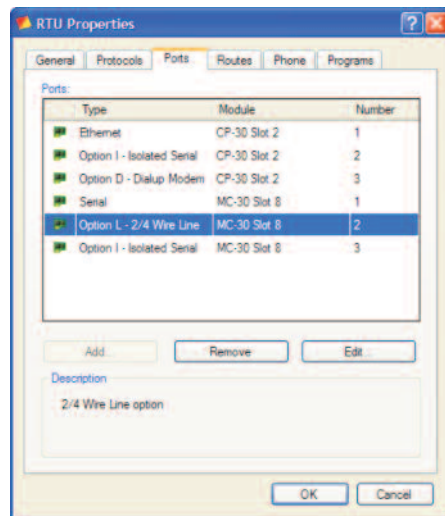 RTU Properties
General Protocols Ports Routes Phone Programs
Ports:
Type Module Number
Ethernet CP-30 Slot 2 1
Option I - Isolated Serial CP-30 Slot 2 2
Option D - Dialup Modem CP-30 Slot 2 3
Serial MC-30 Slot 8 1
Option L - 2/4 Wire Line MC-30 Slot 8 2
Option I - Isolated Serial MC-30 Slot 8 3
Add... Remove Edit...
Description
2/4 Wire Line option
OK Cancel